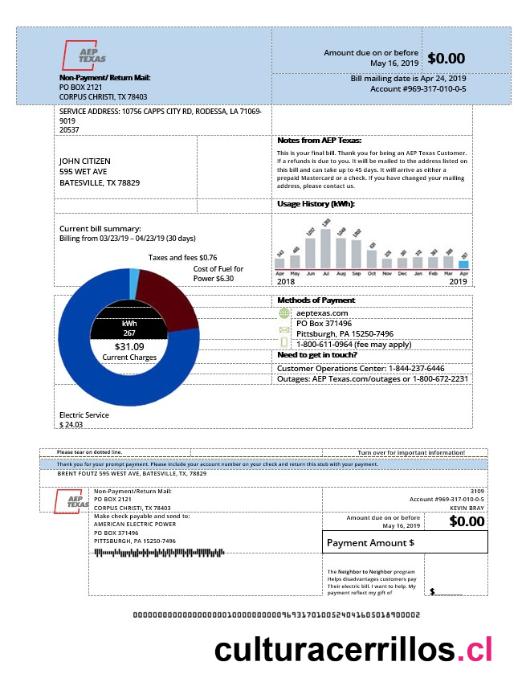 AEP
TEXAS
Non-Payment/ Return Mail:
PO BOX 2121
CORPUS CHRISTI, TX 78403
Amount due on or before
May 16, 2019
$0.00
Bill mailing date is Apr 24, 2019
Account #969-317-010-0-5
SERVICE ADDRESS: 10756 CAPPS CITY RD, RODESSA, LA 71069-
9019
20537
JOHN CITIZEN
595 WET AVE
BATESVILLE, TX 78829
Notes from AEP Texas:
This is your final bill. Thank you for being an AEP Texas Customer.
If a refunds is due to you. It will be mailed to the address listed on
this bill and can take up to 45 days. It will arrive as either a
prepaid Mastercard or a check. If you have changed your mailing
address, please contact us.
Usage History (kWh):
Apr May Jun Jul Aug Sep Oct Nov Dec Jan Feb Mar Apr
2018 2019
Current bill summary:
Billing from 03/23/19 – 04/23/19 (30 days)
Taxes and fees $0.76
Cost of Fuel for
Power $6.30
kWh
267
$31.09
Current Charges
Electric Service
$ 24.03
Methods of Payment
aeptexas.com
PO Box 371496
Pittsburgh, PA 15250-7496
1-800-611-0964 (fee may apply)
Need to get in touch?
Customer Operations Center: 1-844-237-6446
Outages: AEP Texas.com/outages or 1-800-672-2231
Please tear on dotted line.
Turn over for important information!
Thank you for your prompt payment. Please include your account number on your check and return this stub with your payment.
BRENT FOUTZ 595 WEST AVE, BATESVILLE, TX, 78829
AEP
TEXAS
Non-Payment/Return Mail:
PO BOX 2121
CORPUS CHRISTI, TX 78403
Make check payable and send to:
AMERICAN ELECTRIC POWER
PO BOX 371496
PITTSBURGH, PA 15250-7496
3109
Account #969-317-010-0-5
KEVIN BRAY
Amount due on or before
May 16, 2019
$0.00
Payment Amount $
The Neighbor to Neighbor program
Helps disadvantages customers pay
Their electric bill. I want to help. My
payment reflect my gift of
$
culturacerrillos.cl